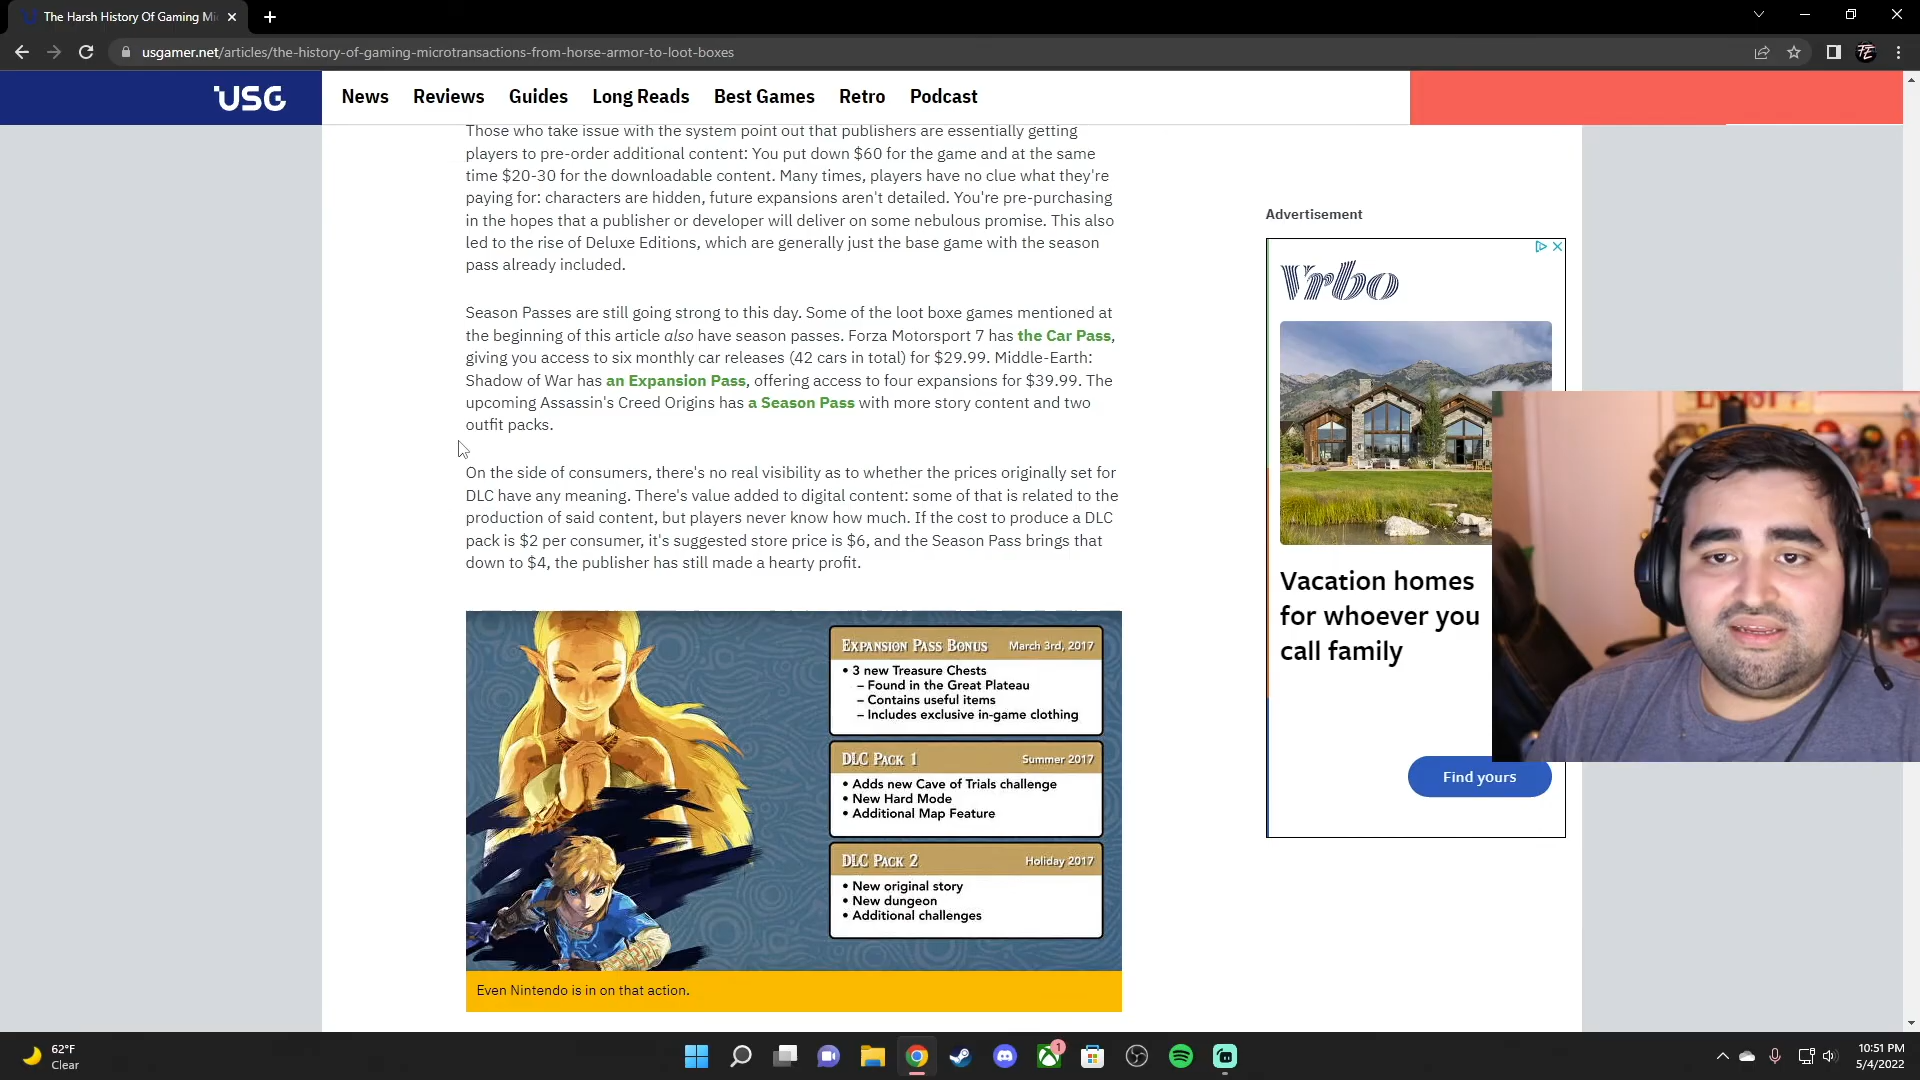 The Harsh History Of Gaming Mi
usgamer.net/articles/the-history-of-gaming-microtransactions-from-horse-armor-to-loot-boxes
USG
News Reviews Guides Long Reads Best Games Retro Podcast
Those who take issue with the system point out that publishers are essentially getting
players to pre-order additional content: You put down $60 for the game and at the same
time $20-30 for the downloadable content. Many times, players have no clue what they're
paying for: characters are hidden, future expansions aren't detailed. You're pre-purchasing
in the hopes that a publisher or developer will deliver on some nebulous promise. This also
led to the rise of Deluxe Editions, which are generally just the base game with the season
pass already included.
Season Passes are still going strong to this day. Some of the loot boxe games mentioned at
the beginning of this article also have season passes. Forza Motorsport 7 has the Car Pass,
giving you access to six monthly car releases (42 cars in total) for $29.99. Middle-Earth:
Shadow of War has an Expansion Pass, offering access to four expansions for $39.99. The
upcoming Assassin's Creed Origins has a Season Pass with more story content and two
outfit packs.
On the side of consumers, there's no real visibility as to whether the prices originally set for
DLC have any meaning. There's value added to digital content: some of that is related to the
production of said content, but players never know how much. If the cost to produce a DLC
pack is $2 per consumer, it's suggested store price is $6, and the Season Pass brings that
down to $4, the publisher has still made a hearty profit.
Expansion Pass Bonus March 3rd, 2017
• 3 new Treasure Chests
– Found in the Great Plateau
– Contains useful items
– Includes exclusive in-game clothing
DLC Pack 1 Summer 2017
• Adds new Cave of Trials challenge
• New Hard Mode
• Additional Map Feature
DLC Pack 2 Holiday 2017
• New original story
• New dungeon
• Additional challenges
Even Nintendo is in on that action.
Advertisement
Vrbo
Vacation homes
for whoever you
call family
Find yours
62°F
Clear
1
10:51 PM
5/4/2022